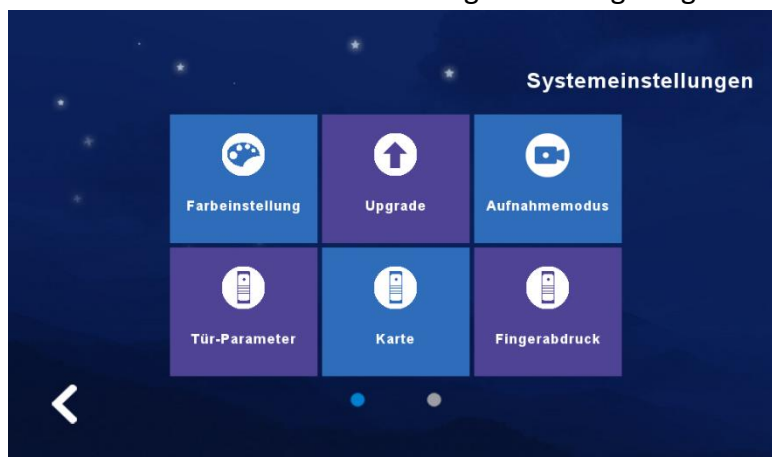 Systemeinstellungen
Farbeinstellung
Upgrade
Aufnahmemodus
Tür-Parameter
Karte
Fingerabdruck